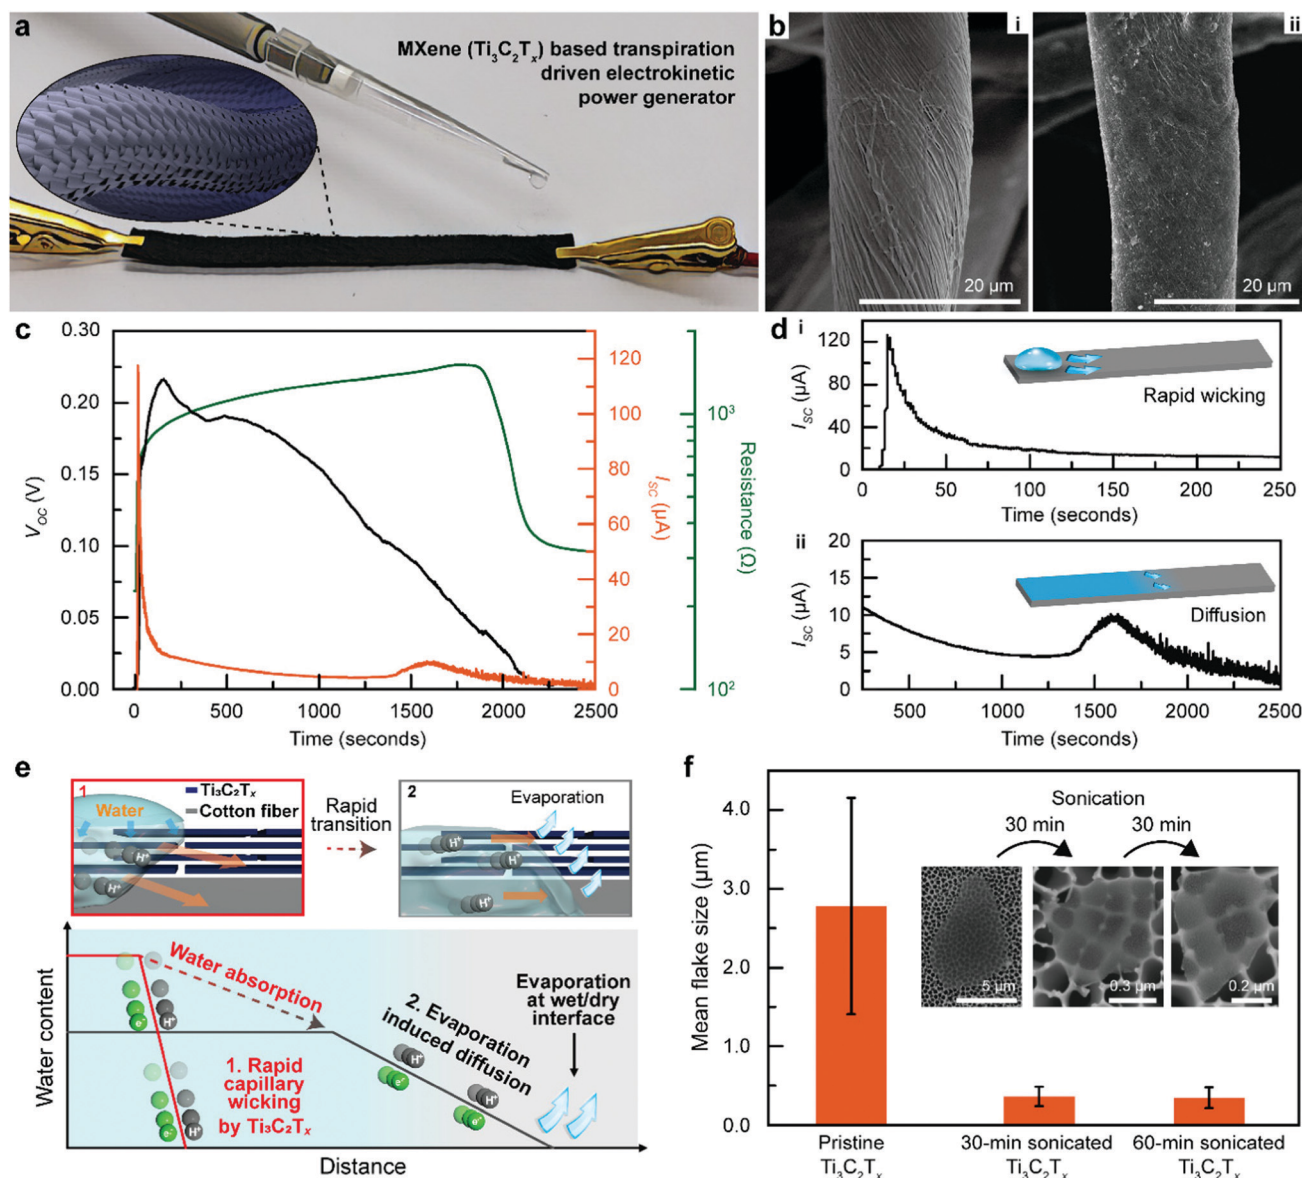 a
MXene (Ti₃C₂Tₓ) based transpiration
driven electrokinetic
power generator
b
i
20 µm
ii
20 µm
c
0.30
0.25
0.20
0.15
0.10
0.05
0.00
V_OC (V)
0
500
1000
1500
2000
2500
Time (seconds)
120
100
80
60
40
20
0
I_SC (µA)
10³
10²
Resistance (Ω)
d
i
120
80
40
0
I_SC (µA)
Rapid wicking
0
50
100
150
200
250
Time (seconds)
ii
20
15
10
5
0
I_SC (µA)
Diffusion
500
1000
1500
2000
2500
Time (seconds)
e
1
Water
H⁺
H⁺
Ti₃C₂Tₓ
Cotton fiber
Rapid
transition
2
Evaporation
H⁺
H⁺
H⁺
Water content
Water absorption
e⁻
H⁺
e⁻
H⁺
1. Rapid
capillary
wicking
by Ti₃C₂Tₓ
2. Evaporation
induced diffusion
H⁺
e⁻
H⁺
e⁻
Evaporation
at wet/dry
interface
Distance
f
4.0
3.0
2.0
1.0
0.0
Mean flake size (µm)
Sonication
30 min
30 min
5 µm
0.3 µm
0.2 µm
Pristine
Ti₃C₂Tₓ
30-min sonicated
Ti₃C₂Tₓ
60-min sonicated
Ti₃C₂Tₓ